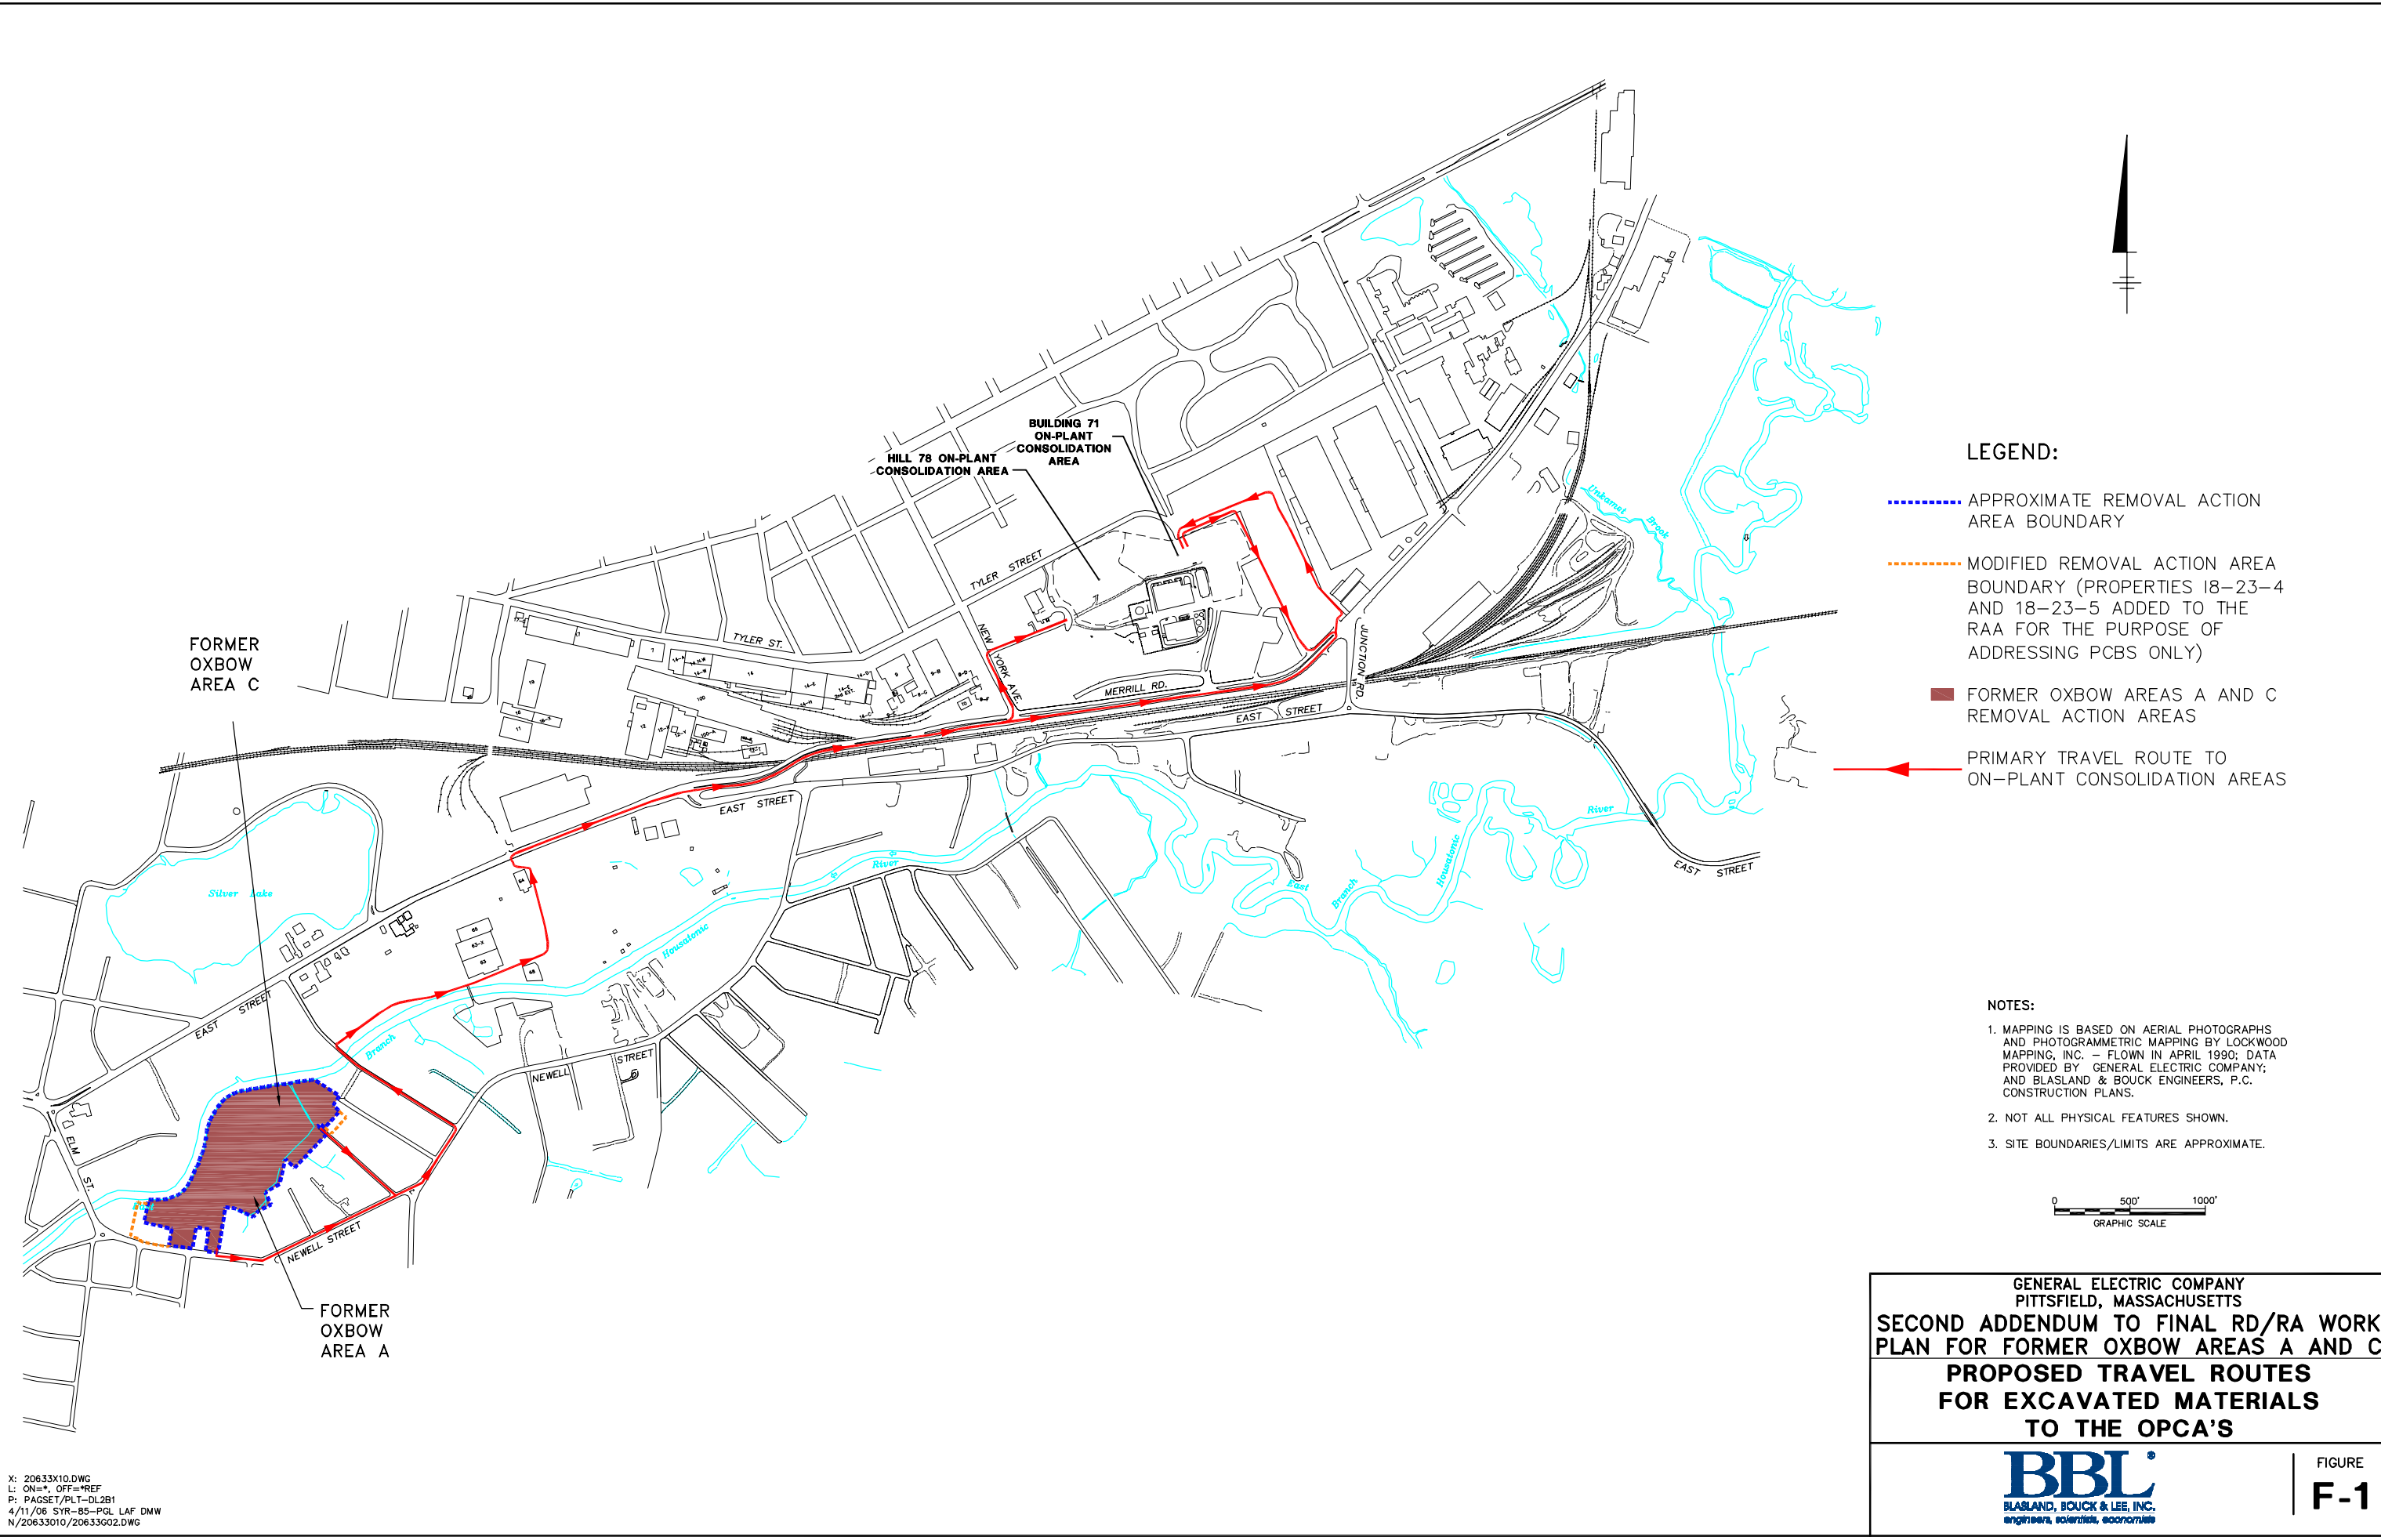 BUILDING 71
ON-PLANT
CONSOLIDATION
AREA
HILL 78 ON-PLANT
CONSOLIDATION AREA
TYLER STREET
TYLER ST.
NEW YORK AVE.
MERRILL RD.
JUNCTION RD.
EAST STREET
EAST STREET
EAST STREET
EAST STREET
Unkamet Brook
FORMER
OXBOW
AREA C
Silver Lake
River
Housatonic
Branch
East
Branch
Housatonic
River
NEWELL STREET
NEWELL STREET
ELM ST.
FORMER
OXBOW
AREA A
LEGEND:
APPROXIMATE REMOVAL ACTION
AREA BOUNDARY
MODIFIED REMOVAL ACTION AREA
BOUNDARY (PROPERTIES I8-23-4
AND 18-23-5 ADDED TO THE
RAA FOR THE PURPOSE OF
ADDRESSING PCBS ONLY)
FORMER OXBOW AREAS A AND C
REMOVAL ACTION AREAS
PRIMARY TRAVEL ROUTE TO
ON-PLANT CONSOLIDATION AREAS
NOTES:
1. MAPPING IS BASED ON AERIAL PHOTOGRAPHS
AND PHOTOGRAMMETRIC MAPPING BY LOCKWOOD
MAPPING, INC. - FLOWN IN APRIL 1990; DATA
PROVIDED BY GENERAL ELECTRIC COMPANY;
AND BLASLAND & BOUCK ENGINEERS, P.C.
CONSTRUCTION PLANS.
2. NOT ALL PHYSICAL FEATURES SHOWN.
3. SITE BOUNDARIES/LIMITS ARE APPROXIMATE.
0 500' 1000'
GRAPHIC SCALE
GENERAL ELECTRIC COMPANY
PITTSFIELD, MASSACHUSETTS
SECOND ADDENDUM TO FINAL RD/RA WORK
PLAN FOR FORMER OXBOW AREAS A AND C
PROPOSED TRAVEL ROUTES
FOR EXCAVATED MATERIALS
TO THE OPCA'S
BBL®
BLASLAND, BOUCK & LEE, INC.
engineers, scientists, economists
FIGURE
F-1
X: 20633X10.DWG
L: ON=*, OFF=*REF
P: PAGSET/PLT-DL2B1
4/11/06 SYR-85-PGL LAF DMW
N/20633010/20633G02.DWG